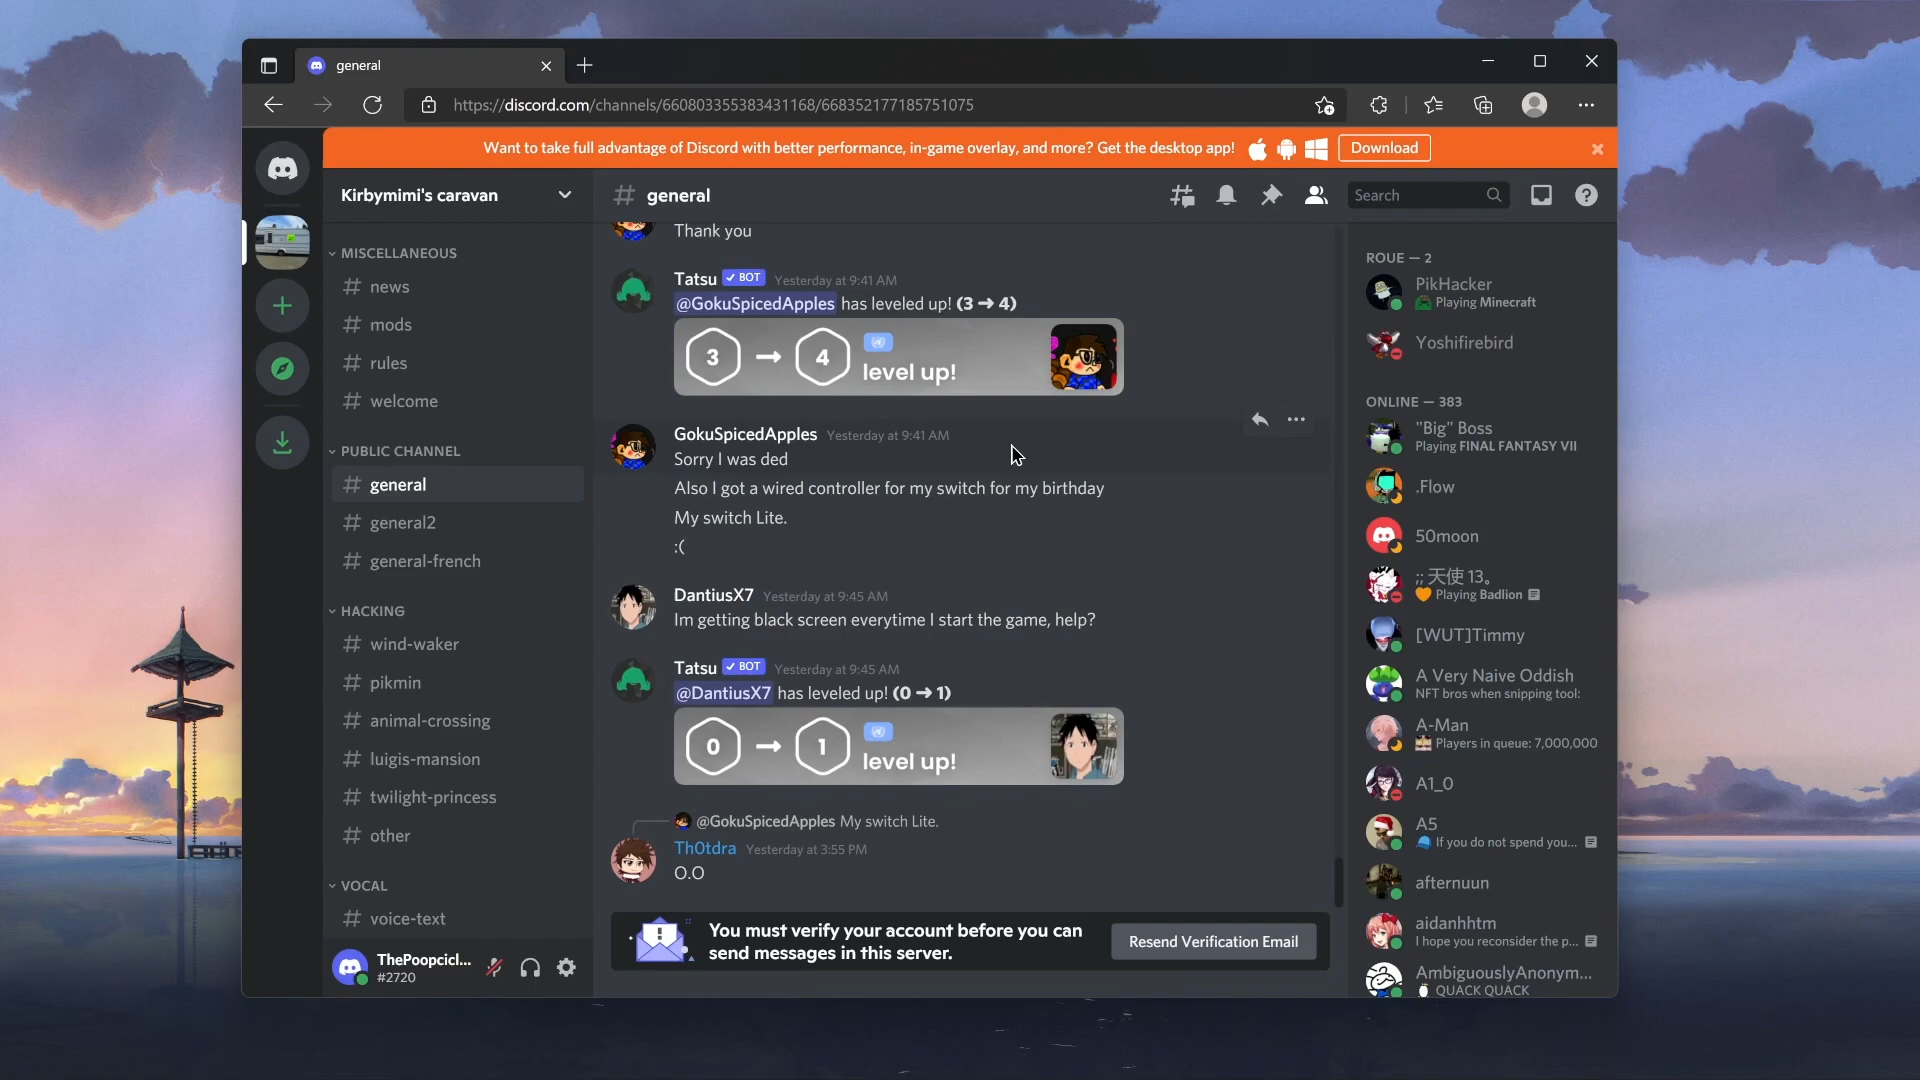 general
https://discord.com/channels/660803355383431168/668352177185751075
Want to take full advantage of Discord with better performance, in-game overlay, and more? Get the desktop app!
Download
Kirbymimi's caravan
general
Search
MISCELLANEOUS
news
mods
rules
welcome
PUBLIC CHANNEL
general
general2
general-french
HACKING
wind-waker
pikmin
animal-crossing
luigis-mansion
twilight-princess
other
VOCAL
voice-text
ThePoopcicl...
#2720
Thank you
Tatsu BOT Yesterday at 9:41 AM
@GokuSpicedApples has leveled up! (3 ➜ 4)
3 → 4 level up!
GokuSpicedApples Yesterday at 9:41 AM
Sorry I was ded
Also I got a wired controller for my switch for my birthday
My switch Lite.
:(
DantiusX7 Yesterday at 9:45 AM
Im getting black screen everytime I start the game, help?
Tatsu BOT Yesterday at 9:45 AM
@DantiusX7 has leveled up! (0 ➜ 1)
0 → 1 level up!
@GokuSpicedApples My switch Lite.
Th0tdra Yesterday at 3:55 PM
O.O
You must verify your account before you can
send messages in this server.
Resend Verification Email
ROUE — 2
PikHacker
Playing Minecraft
Yoshifirebird
ONLINE — 383
"Big" Boss
Playing FINAL FANTASY VII
.Flow
50moon
;; 天使 13。
Playing Badlion
[WUT]Timmy
A Very Naive Oddish
NFT bros when snipping tool:
A-Man
Players in queue: 7,000,000
A1_0
A5
If you do not spend you...
afternuun
aidanhhtm
I hope you reconsider the p...
AmbiguouslyAnonym...
QUACK QUACK